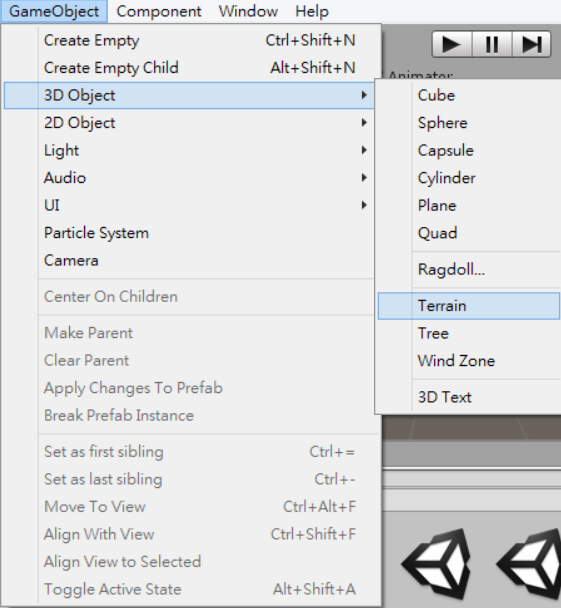 GameObject Component Window Help
Create Empty Ctrl+Shift+N
Create Empty Child Alt+Shift+N
3D Object
2D Object
Light
Audio
UI
Particle System
Camera
Center On Children
Make Parent
Clear Parent
Apply Changes To Prefab
Break Prefab Instance
Set as first sibling Ctrl+=
Set as last sibling Ctrl+-
Move To View Ctrl+Alt+F
Align With View Ctrl+Shift+F
Align View to Selected
Toggle Active State Alt+Shift+A
Animator
Cube
Sphere
Capsule
Cylinder
Plane
Quad
Ragdoll...
Terrain
Tree
Wind Zone
3D Text